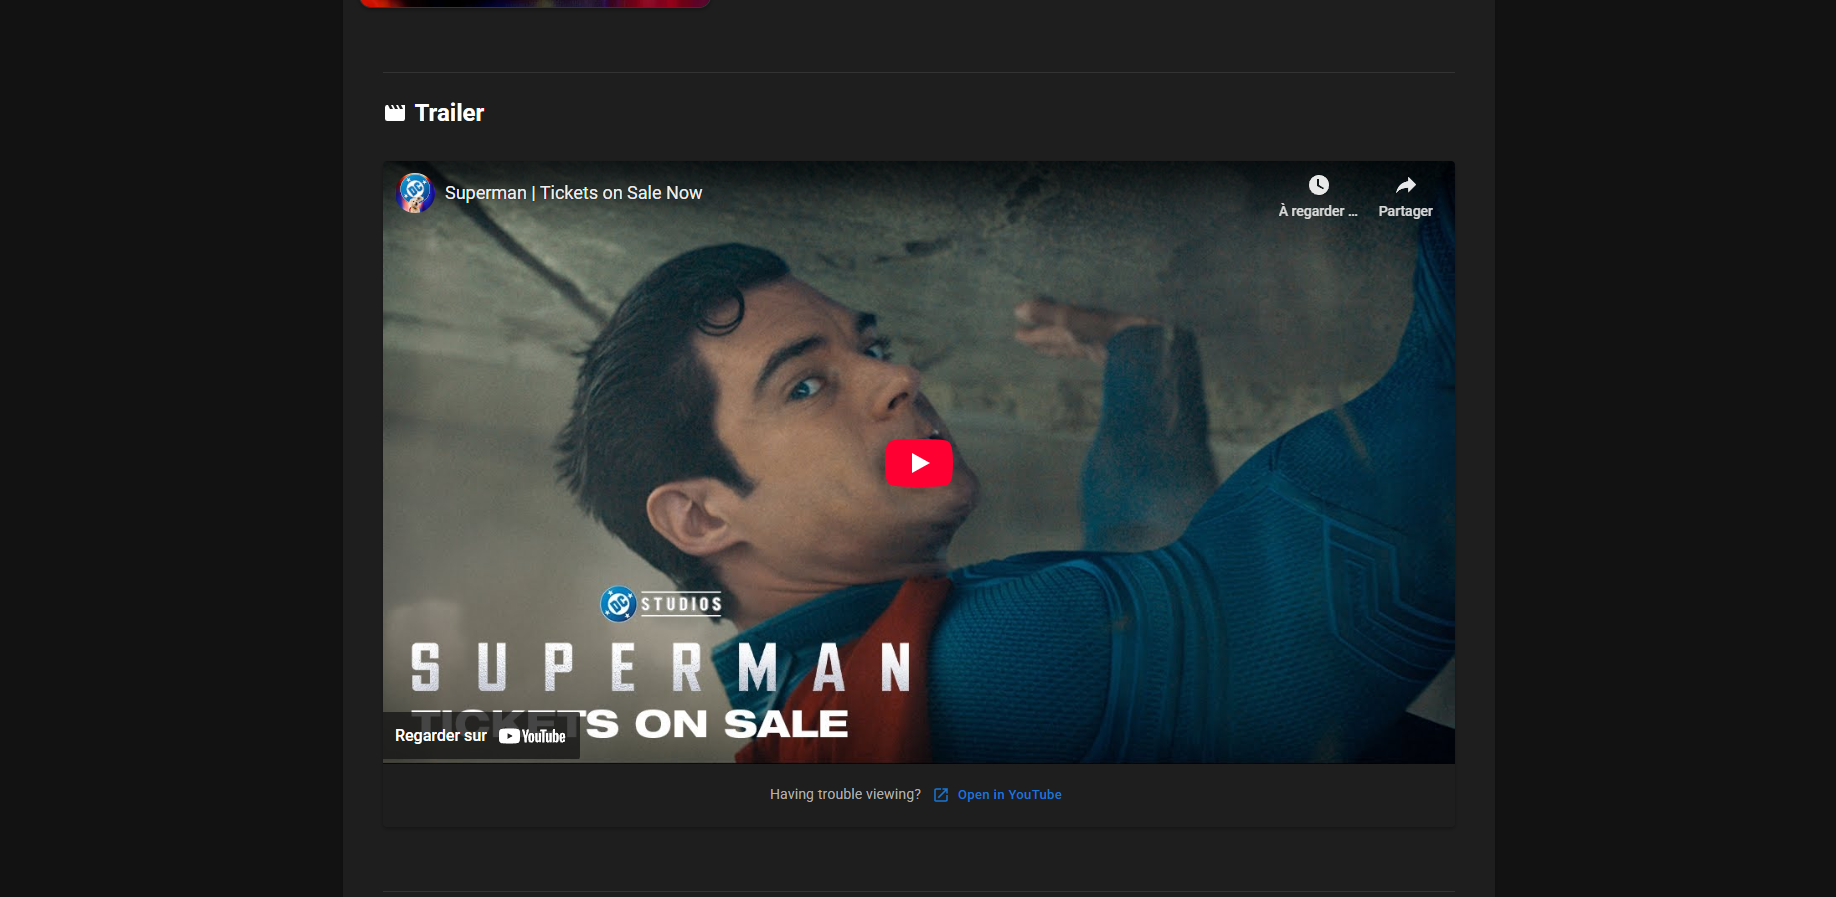 Trailer
Superman | Tickets on Sale Now
À regarder ...
Partager
DC STUDIOS
SUPERMAN
TICKETS ON SALE
Regarder sur YouTube
Having trouble viewing? Open in YouTube